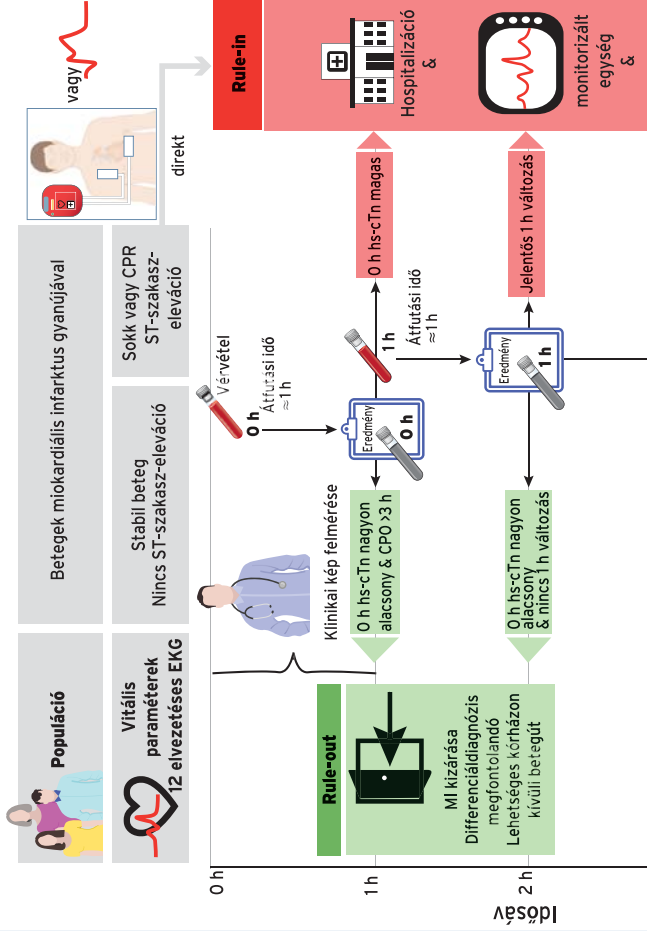 Populáció
Betegek miokardiális infarktus gyanújával
vagy
Vitális
paraméterek
12 elvezetéses EKG
Stabil beteg
Nincs ST-szakasz-eleváció
Sokk vagy CPR
ST-szakasz-
eleváció
direkt
0 h
Vérvétel
0 h
Átfutási idő
≈1 h
Klinikai kép felmérése
Rule-out
Rule-in
1 h
MI kizárása
Differenciáldiagnózis
megfontolandó
Lehetséges kórházon
kívüli betegút
0 h hs-cTn nagyon
alacsony & CPO >3 h
Eredmény
0 h
1 h
Átfutási idő
≈1 h
0 h hs-cTn magas
Hospitalizáció
&
2 h
0 h hs-cTn nagyon
alacsony
& nincs 1 h változás
Eredmény
1 h
Jelentős 1 h változás
monitorizált
egység
&
Idősáv